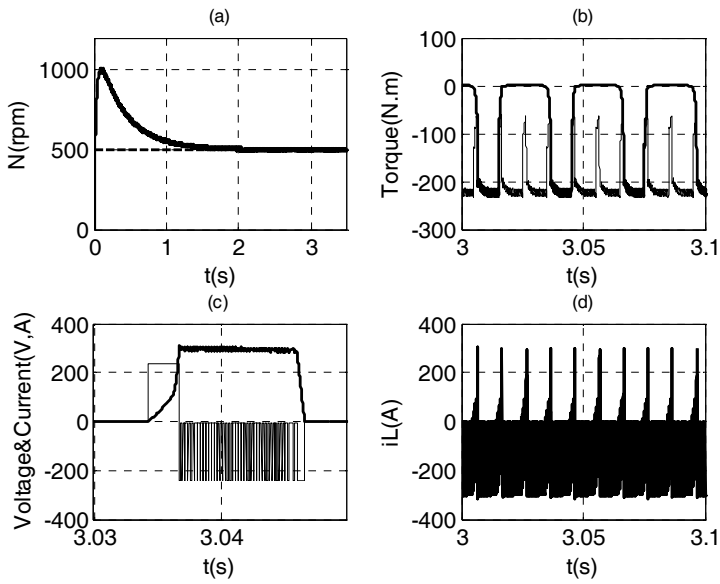 (a)
N(rpm)
1000
500
0
0 1 2 3
t(s)
(b)
Torque(N.m)
100
0
-100
-200
-300
3 3.05 3.1
t(s)
(c)
Voltage&Current(V,A)
400
200
0
-200
-400
3.03 3.04
t(s)
(d)
iL(A)
400
200
0
-200
-400
3 3.05 3.1
t(s)